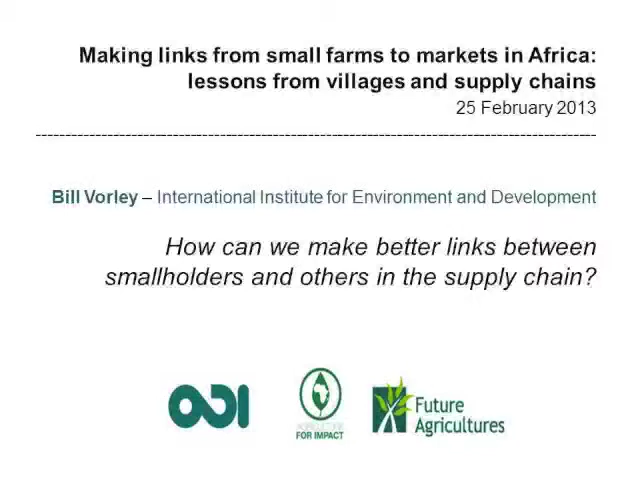 Making links from small farms to markets in Africa:
lessons from villages and supply chains
25 February 2013
Bill Vorley – International Institute for Environment and Development
How can we make better links between
smallholders and others in the supply chain?
ODI
AGRICULTURE
FOR IMPACT
Future
Agricultures